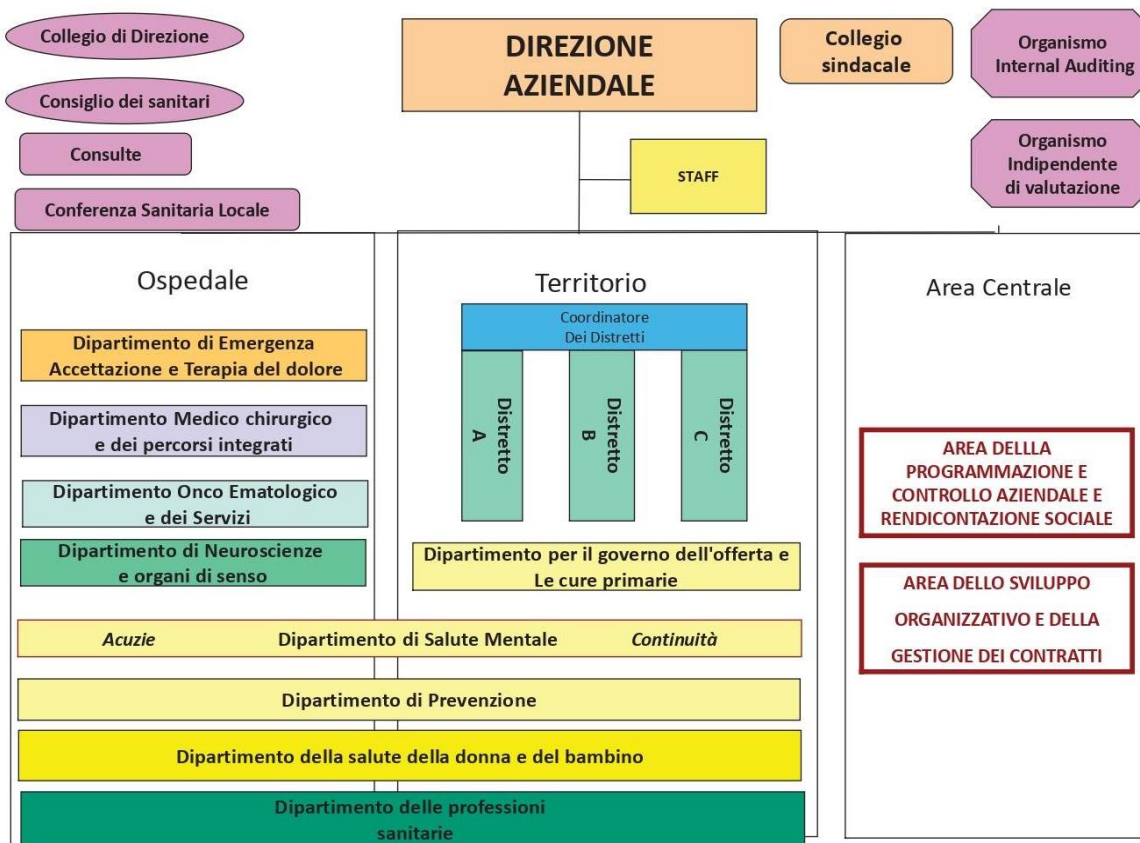 Collegio di Direzione
Consiglio dei sanitari
Consulte
Conferenza Sanitaria Locale
DIREZIONE
AZIENDALE
STAFF
Collegio
sindacale
Organismo
Internal Auditing
Organismo
Indipendente
di valutazione
Ospedale
Dipartimento di Emergenza
Accettazione e Terapia del dolore
Dipartimento Medico chirurgico
e dei percorsi integrati
Dipartimento Onco Ematologico
e dei Servizi
Dipartimento di Neuroscienze
e organi di senso
Territorio
Coordinatore
Dei Distretti
Distretto
A
Distretto
B
Distretto
C
Dipartimento per il governo dell'offerta e
Le cure primarie
Acuzie Dipartimento di Salute Mentale Continuità
Dipartimento di Prevenzione
Dipartimento della salute della donna e del bambino
Dipartimento delle professioni
sanitarie
Area Centrale
AREA DELLLA
PROGRAMMAZIONE E
CONTROLLO AZIENDALE E
RENDICONTAZIONE SOCIALE
AREA DELLO SVILUPPO
ORGANIZZATIVO E DELLA
GESTIONE DEI CONTRATTI